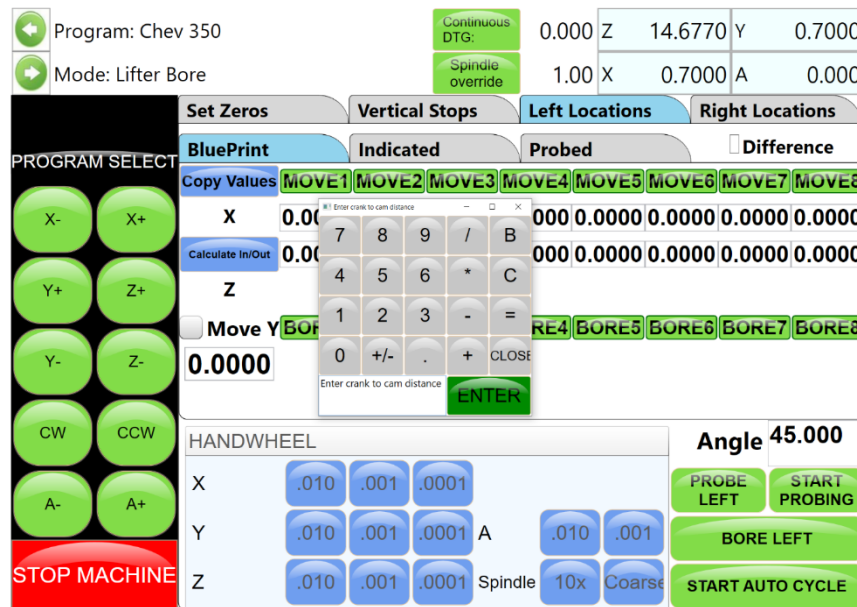 Program: Chev 350
Continuous DTG:
0.000 Z 14.6770 Y 0.7000
Mode: Lifter Bore
Spindle override
1.00 X 0.7000 A 0.000
Set Zeros Vertical Stops Left Locations Right Locations
BluePrint Indicated Probed Difference
PROGRAM SELECT
Copy Values MOVE1 MOVE2 MOVE3 MOVE4 MOVE5 MOVE6 MOVE7 MOVE8
X 0.00 000 0.0000 0.0000 0.0000 0.0000
Calculate In/Out 0.00 000 0.0000 0.0000 0.0000 0.0000
Z
Move Y BOR RE4 BORE5 BORE6 BORE7 BORE8
0.0000
Enter crank to cam distance
7 8 9 / B
4 5 6 * C
1 2 3 - =
0 +/- . + CLOSE
Enter crank to cam distance
ENTER
X- X+
Y+ Z+
Y- Z-
CW CCW
A- A+
STOP MACHINE
HANDWHEEL
X .010 .001 .0001
Y .010 .001 .0001 A .010 .001
Z .010 .001 .0001 Spindle 10x Coarse
Angle 45.000
PROBE LEFT
START PROBING
BORE LEFT
START AUTO CYCLE